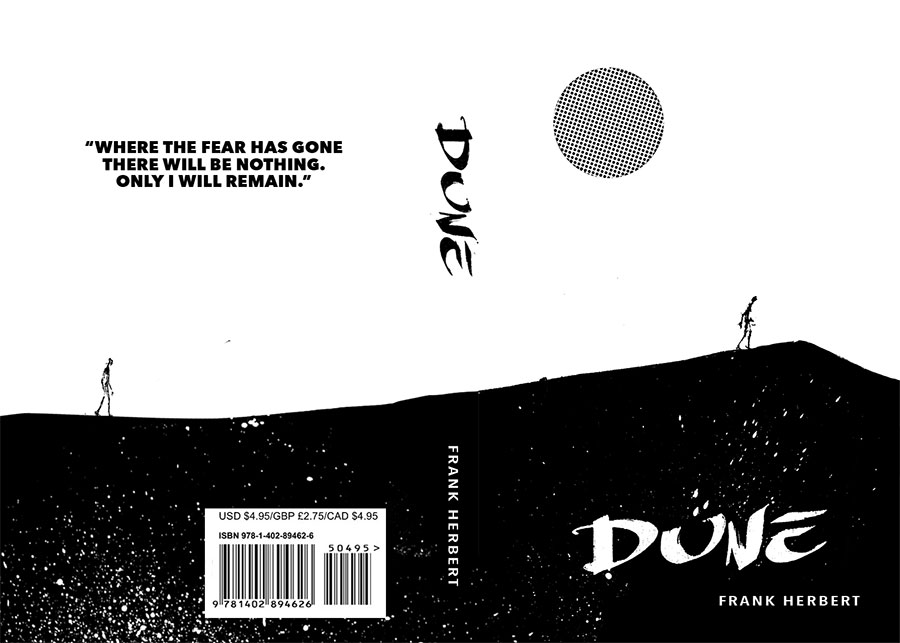 “WHERE THE FEAR HAS GONE
THERE WILL BE NOTHING.
ONLY I WILL REMAIN.”
USD $4.95/GBP £2.75/CAD $4.95
ISBN 978-1-402-89462-6
50495>
9 781402 894626
DUNE
FRANK HERBERT
DÜNE
FRANK HERBERT